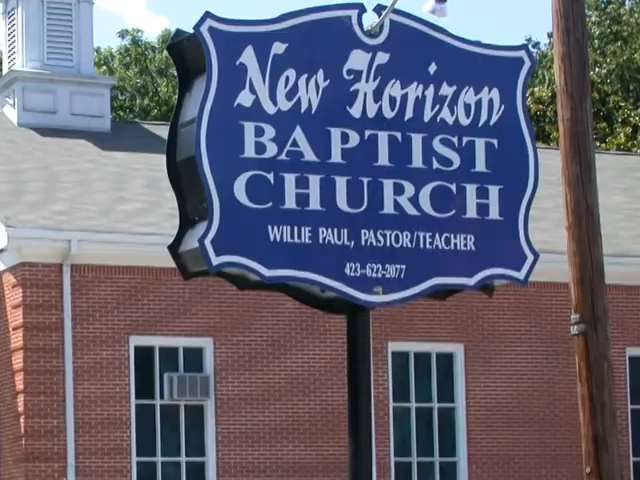 New Horizon
BAPTIST
CHURCH
WILLIE PAUL, PASTOR/TEACHER
423-622-2077